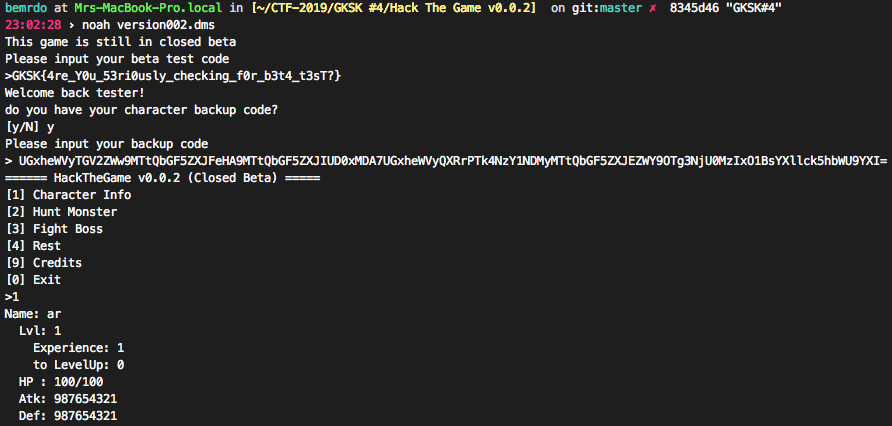 bemrdo at Mrs-MacBook-Pro.local in [~/CTF-2019/GKSK #4/Hack The Game v0.0.2] on git:master ✗ 8345d46 "GKSK#4"
23:02:28 › noah version002.dms
This game is still in closed beta
Please input your beta test code
>GKSK{4re_Y0u_53ri0usly_checking_f0r_b3t4_t3sT?}
Welcome back tester!
do you have your character backup code?
[y/N] y
Please input your backup code
> UGxheWVyTGV2ZWw9MTtQbGF5ZXJFeHA9MTtQbGF5ZXJIUD0xMDA7UGxheWVyQXRrPTk4NzY1NDMyMTtQbGF5ZXJEZWY9OTg3NjU0MzIxO1BsYXllck5hbWU9YXI=
====== HackTheGame v0.0.2 (Closed Beta) =====
[1] Character Info
[2] Hunt Monster
[3] Fight Boss
[4] Rest
[9] Credits
[0] Exit
>1
Name: ar
Lvl: 1
Experience: 1
to LevelUp: 0
HP : 100/100
Atk: 987654321
Def: 987654321